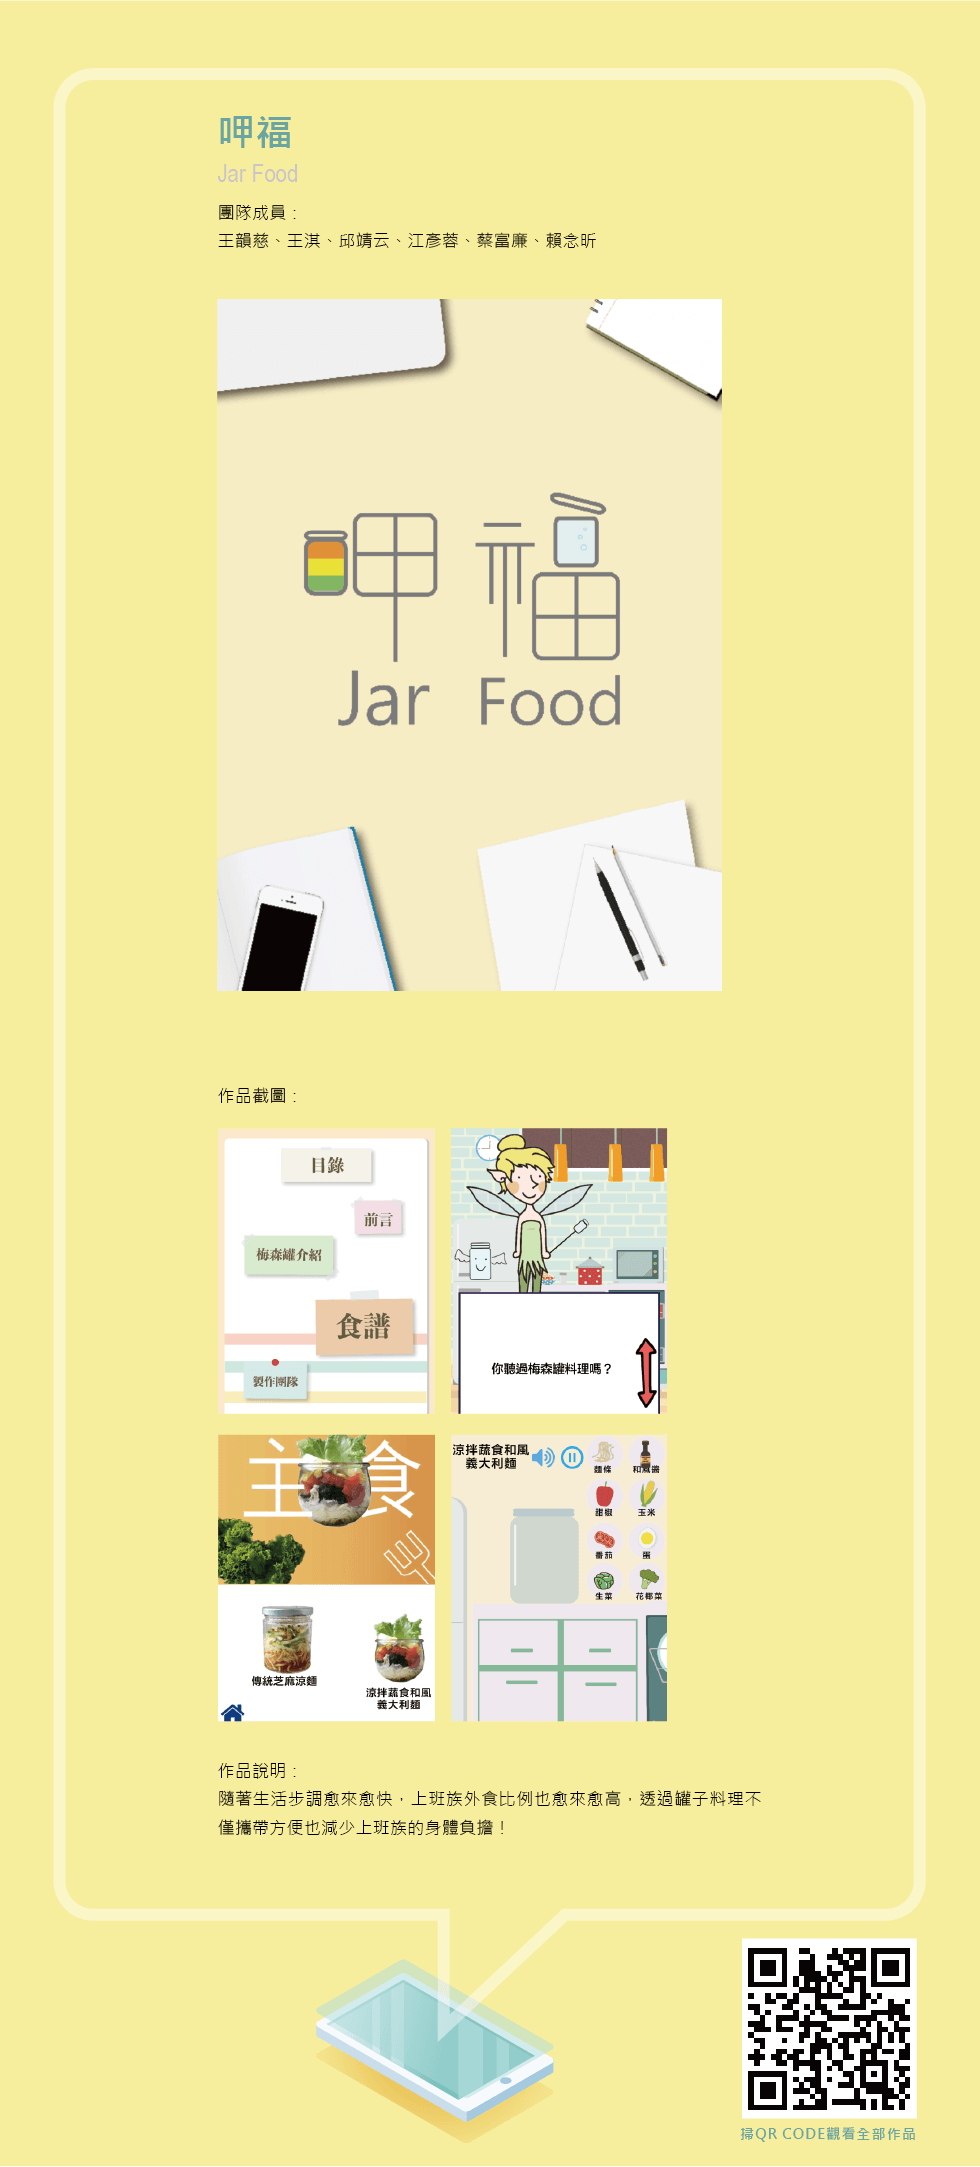 呷福
Jar Food
團隊成員：
王韻慈、王淇、邱靖云、江彥蓉、蔡富廉、賴念昕
呷福
Jar Food
作品截圖：
目錄
前言
梅森罐介紹
食譜
製作團隊
你聽過梅森罐料理嗎？
主食
傳統芝麻涼麵
涼拌蔬食和風
義大利麵
涼拌蔬食和風
義大利麵
麵條
和風醬
甜椒
玉米
番茄
蛋
生菜
花椰菜
作品說明：
隨著生活步調愈來愈快，上班族外食比例也愈來愈高，透過罐子料理不
僅攜帶方便也減少上班族的身體負擔！
掃QR CODE觀看全部作品